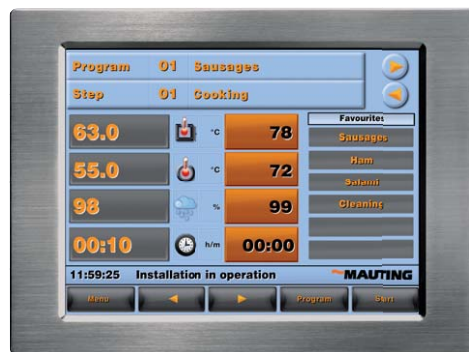 Program 01 Sausages
Step 01 Cooking
63.0 °C 78
55.0 °C 72
98 % 99
00:10 h/m 00:00
Favourites
Sausages
Ham
Salami
Cleaning
11:59:25 Installation in operation MAUTING
Menu Program Start